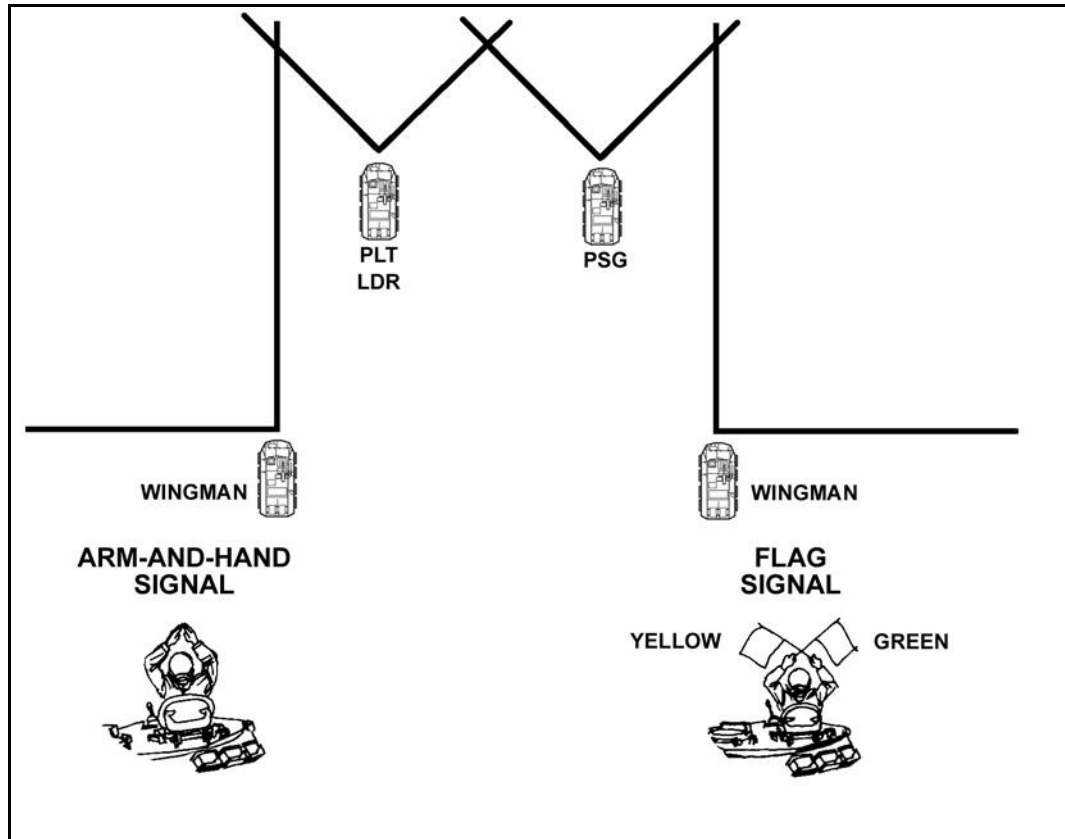 PLT
LDR
PSG
WINGMAN
WINGMAN
ARM-AND-HAND
SIGNAL
FLAG
SIGNAL
YELLOW
GREEN